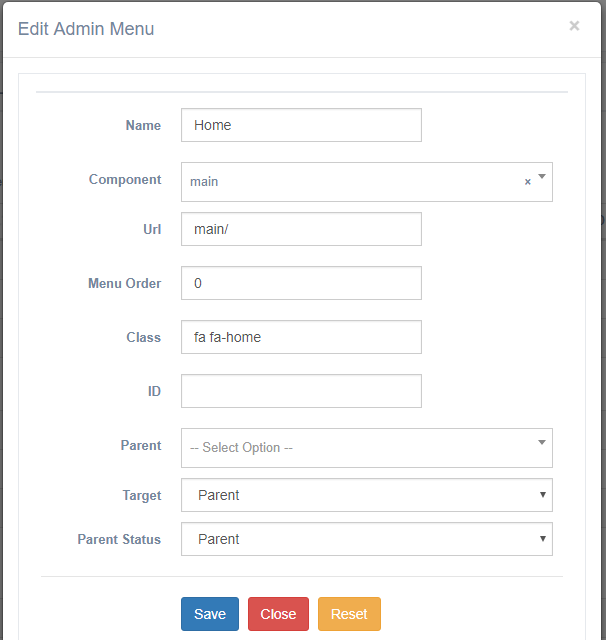 Edit Admin Menu ×
Name Home
Component main × 
Url main/
Menu Order 0
Class fa fa-home
ID
Parent -- Select Option --
Target Parent
Parent Status Parent
Save Close Reset